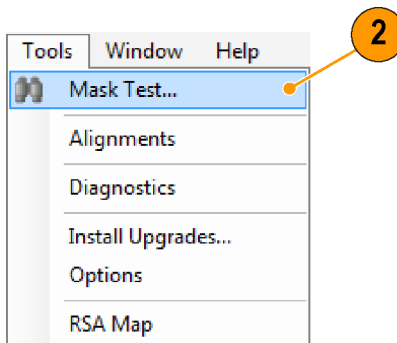 2
Tools Window Help
Mask Test...
Alignments
Diagnostics
Install Upgrades...
Options
RSA Map